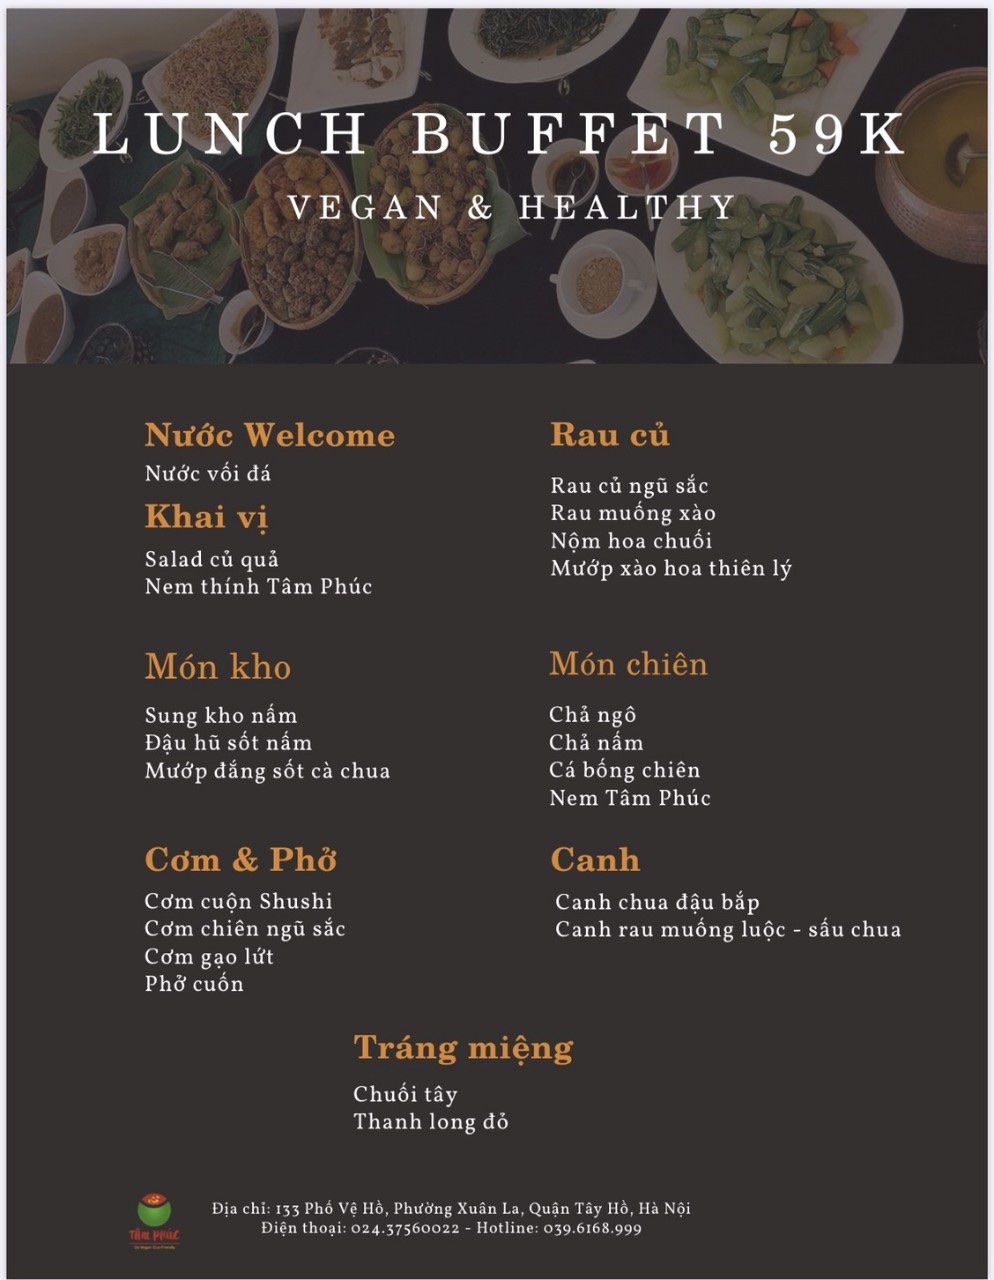 LUNCH BUFFET 59K
VEGAN & HEALTHY
Nước Welcome
Nước vối đá
Khai vị
Salad củ quả
Nem thính Tâm Phúc
Rau củ
Rau củ ngũ sắc
Rau muống xào
Nộm hoa chuối
Mướp xào hoa thiên lý
Món kho
Sung kho nấm
Đậu hũ sốt nấm
Mướp đắng sốt cà chua
Món chiên
Chả ngô
Chả nấm
Cá bống chiên
Nem Tâm Phúc
Cơm & Phở
Cơm cuộn Shushi
Cơm chiên ngũ sắc
Cơm gạo lứt
Phở cuốn
Canh
Canh chua đậu bắp
Canh rau muống luộc - sấu chua
Tráng miệng
Chuối tây
Thanh long đỏ
TÂM PHÚC
Địa chỉ: 133 Phố Vệ Hồ, Phường Xuân La, Quận Tây Hồ, Hà Nội
Điện thoại: 024.37560022 - Hotline: 039.6168.999